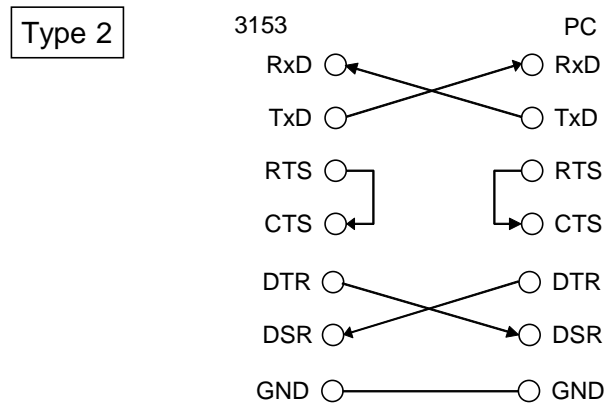 Type 2
3153 PC
RxD RxD
TxD TxD
RTS RTS
CTS CTS
DTR DTR
DSR DSR
GND GND